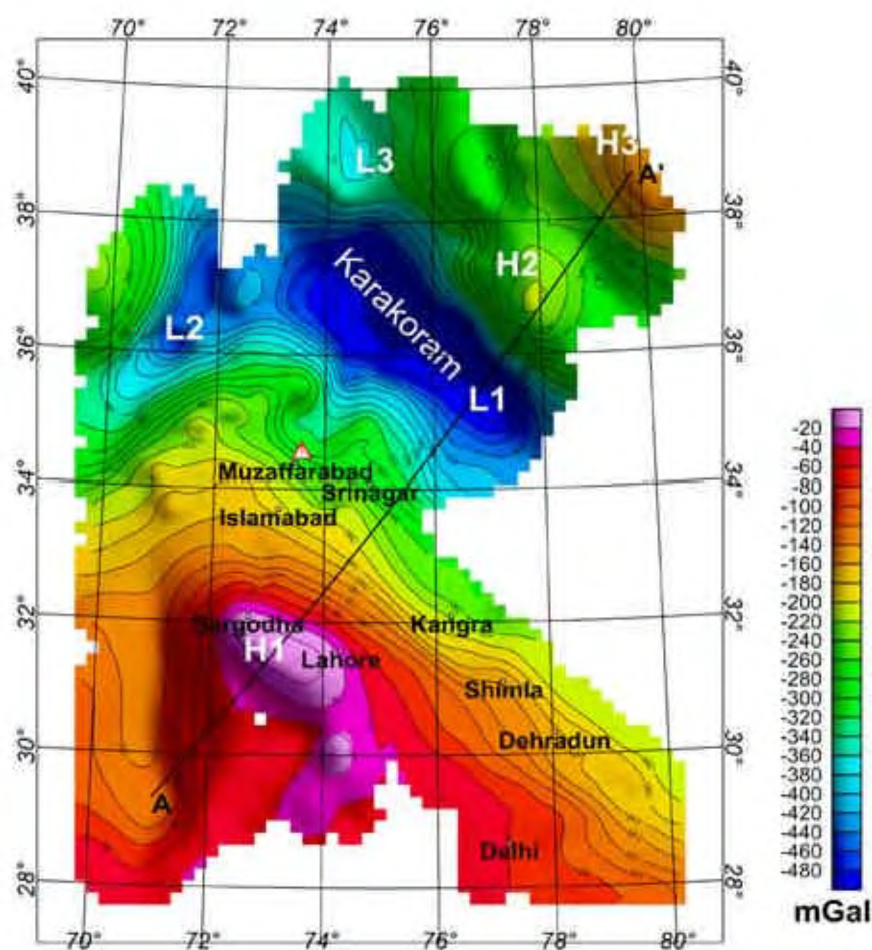 70° 72° 74° 76° 78° 80°
40° 40°
L3 H3
A'
38° 38°
Karakoram H2
L2
36° 36°
L1
Muzaffarabad
34° Srinagar 34°
Islamabad
32° Sargodha Kangra 32°
H1 Lahore
Shimla
Dehradun
30° 30°
A
Delhi
28° 28°
70° 72° 74° 76° 78° 80°
-20
-40
-60
-80
-100
-120
-140
-160
-180
-200
-220
-240
-260
-280
-300
-320
-340
-360
-380
-400
-420
-440
-460
-480
mGal